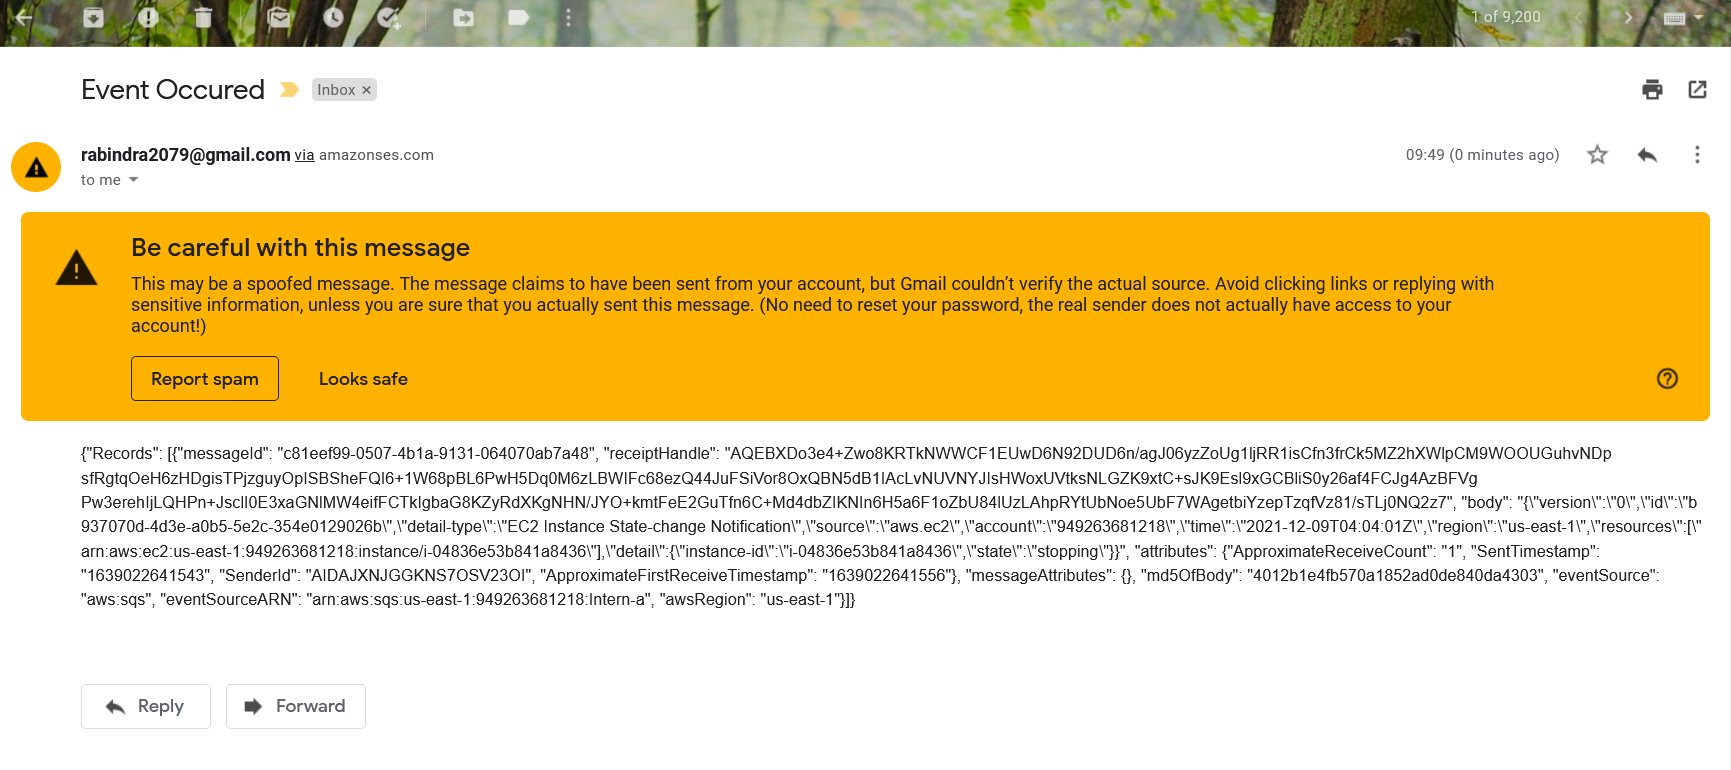 1 of 9,200
Event Occured Inbox ×
rabindra2079@gmail.com via amazonses.com 09:49 (0 minutes ago)
to me
Be careful with this message
This may be a spoofed message. The message claims to have been sent from your account, but Gmail couldn’t verify the actual source. Avoid clicking links or replying with
sensitive information, unless you are sure that you actually sent this message. (No need to reset your password, the real sender does not actually have access to your
account!)
Report spam Looks safe
{"Records": [{"messageId": "c81eef99-0507-4b1a-9131-064070ab7a48", "receiptHandle": "AQEBXDo3e4+Zwo8KRTkNWWCF1EUwD6N92DUD6n/agJ06yzZoUg1ljRR1isCfn3frCk5MZ2hXWlpCM9WOOUGuhvNDp
sfRgtqOeH6zHDgisTPjzguyOpISBSheFQI6+1W68pBL6PwH5Dq0M6zLBWlFc68ezQ44JuFSiVor8OxQBN5dB1lAcLvNUVNYJlsHWoxUVtksNLGZK9xtC+sJK9Esl9xGCBliS0y26af4FCJg4AzBFVg
Pw3erehljLQHPn+Jscll0E3xaGNlMW4eifFCTkIgbaG8KZyRdXKgNHN/JYO+kmtFeE2GuTfn6C+Md4dbZIKNln6H5a6F1oZbU84lUzLAhpRYtUbNoe5UbF7WAgetbiYzepTzqfVz81/sTLj0NQ2z7", "body": "{\"version\":\"0\",\"id\":\"b
937070d-4d3e-a0b5-5e2c-354e0129026b\",\"detail-type\":\"EC2 Instance State-change Notification\",\"source\":\"aws.ec2\",\"account\":\"949263681218\",\"time\":\"2021-12-09T04:04:01Z\",\"region\":\"us-east-1\",\"resources\":[\"
arn:aws:ec2:us-east-1:949263681218:instance/i-04836e53b841a8436\"],\"detail\":{\"instance-id\":\"i-04836e53b841a8436\",\"state\":\"stopping\"}}", "attributes": {"ApproximateReceiveCount": "1", "SentTimestamp":
"1639022641543", "SenderId": "AIDAJXNJGGKNS7OSV23OI", "ApproximateFirstReceiveTimestamp": "1639022641556"}, "messageAttributes": {}, "md5OfBody": "4012b1e4fb570a1852ad0de840da4303", "eventSource":
"aws:sqs", "eventSourceARN": "arn:aws:sqs:us-east-1:949263681218:Intern-a", "awsRegion": "us-east-1"}]}
Reply Forward